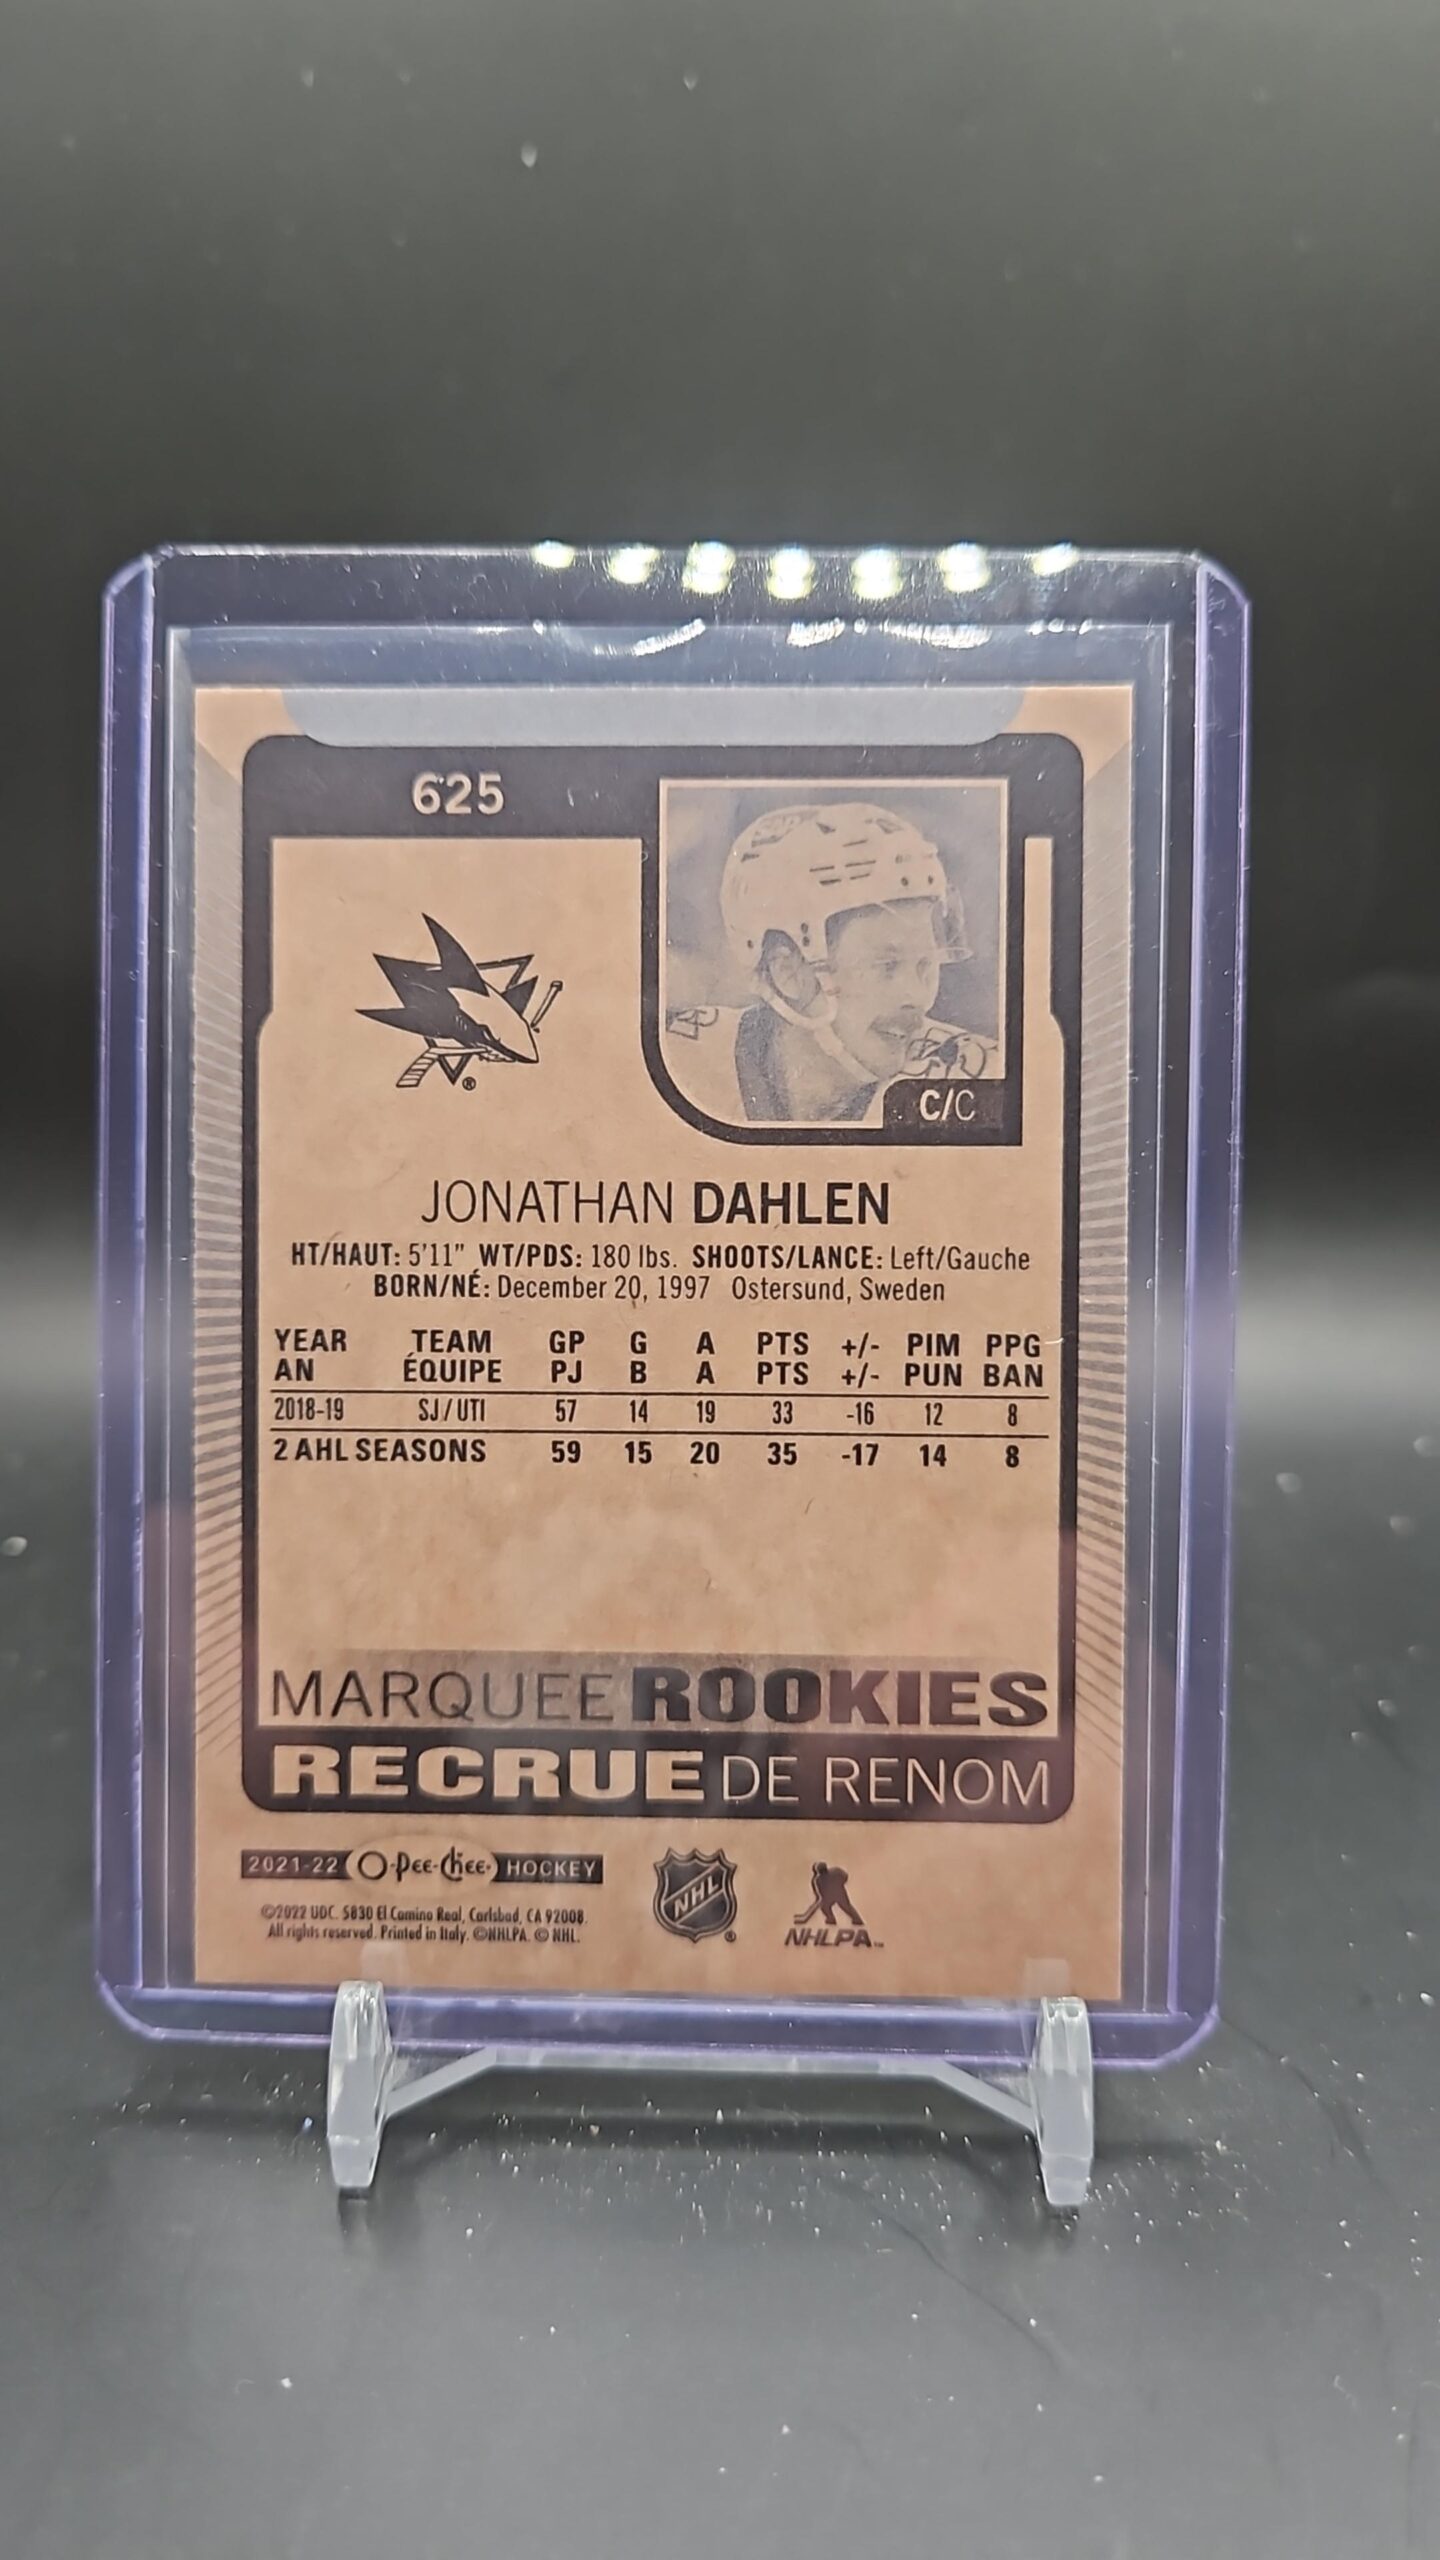 625
C/C
JONATHAN DAHLEN
HT/HAUT: 5'11" WT/PDS: 180 lbs. SHOOTS/LANCE: Left/Gauche
BORN/NÉ: December 20, 1997 Ostersund, Sweden
YEAR TEAM GP G A PTS +/- PIM PPG
AN ÉQUIPE PJ B A PTS +/- PUN BAN
2018-19 SJ/UTI 57 14 19 33 -16 12 8
2 AHL SEASONS 59 15 20 35 -17 14 8
MARQUEE ROOKIES
RECRUE DE RENOM
2021-22 O-Pee-Chee HOCKEY
©2022 UDC. 5830 El Camino Real, Carlsbad, CA 92008.
All rights reserved. Printed in Italy. ©NHLPA. © NHL.
NHL ®
NHLPA™